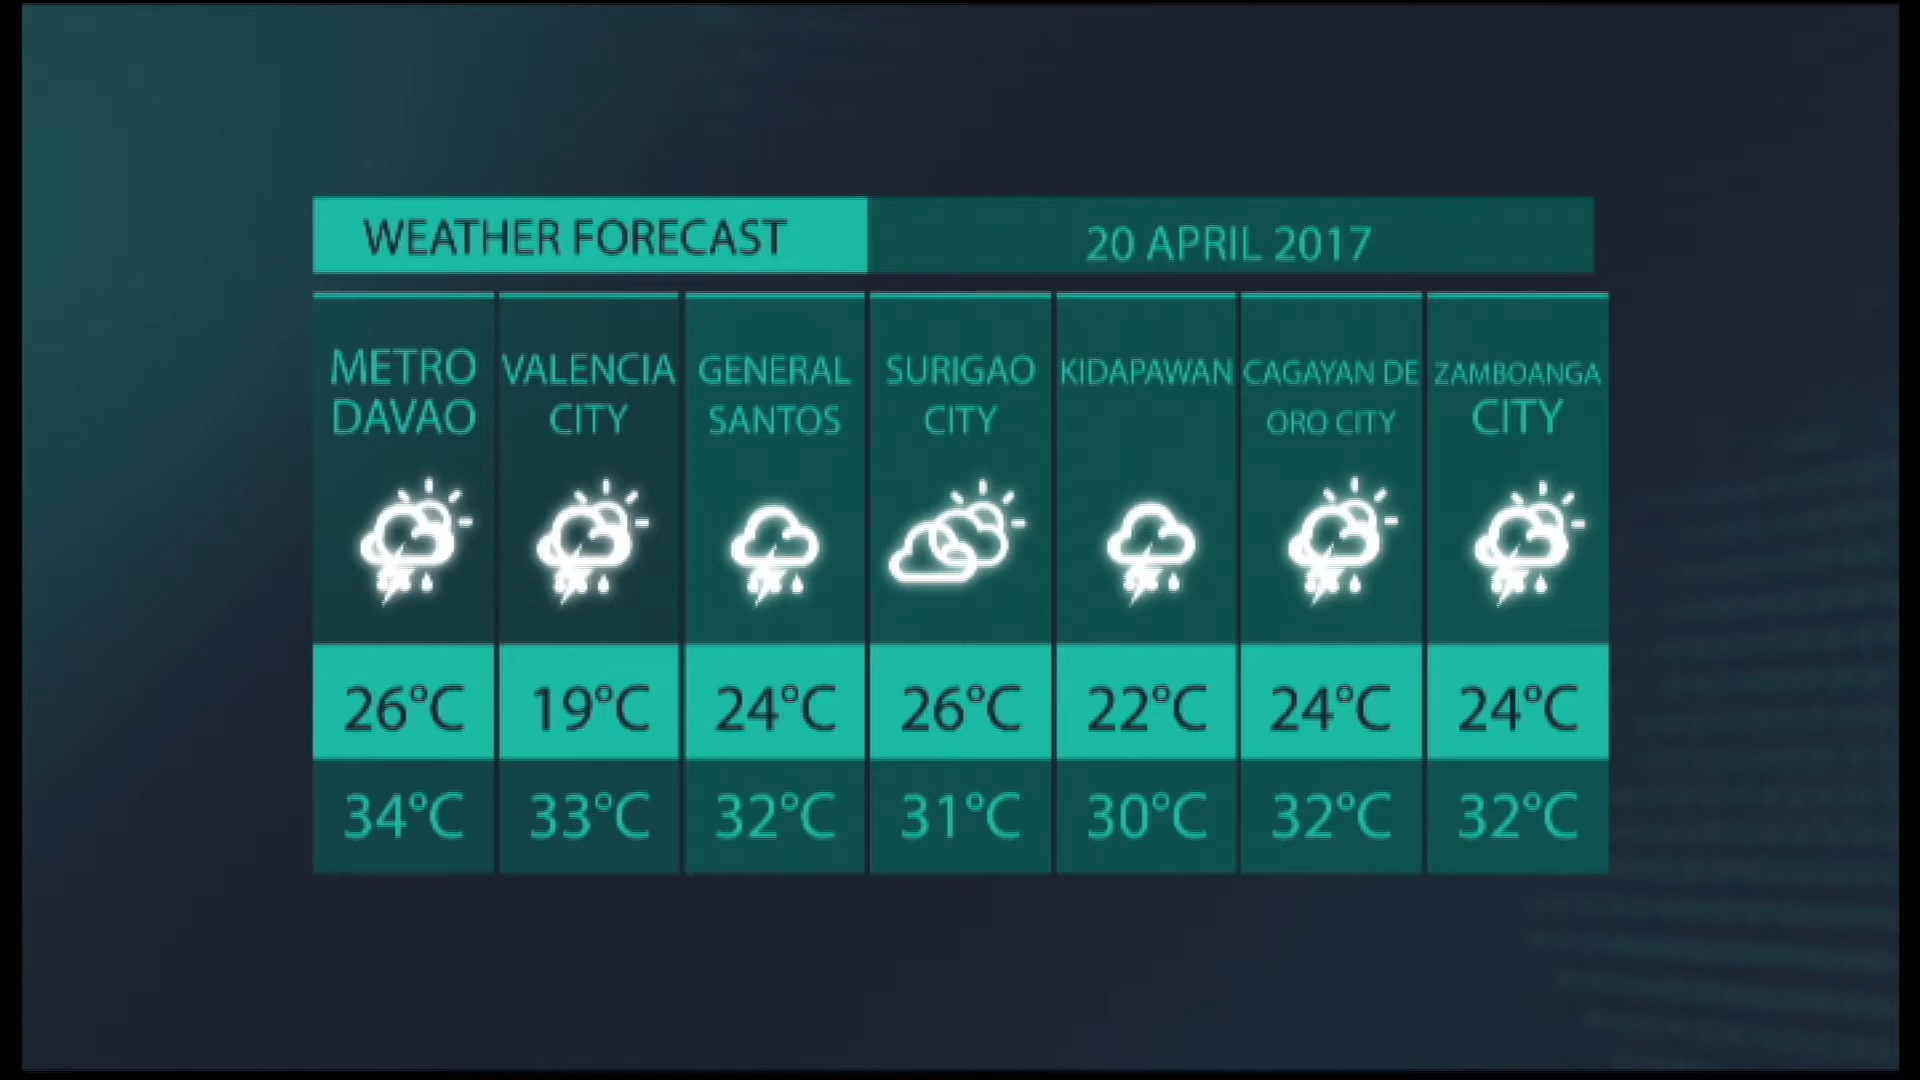 WEATHER FORECAST
20 APRIL 2017
METRO
DAVAO
VALENCIA
CITY
GENERAL
SANTOS
SURIGAO
CITY
KIDAPAWAN
CAGAYAN DE
ORO CITY
ZAMBOANGA
CITY
26°C
19°C
24°C
26°C
22°C
24°C
24°C
34°C
33°C
32°C
31°C
30°C
32°C
32°C